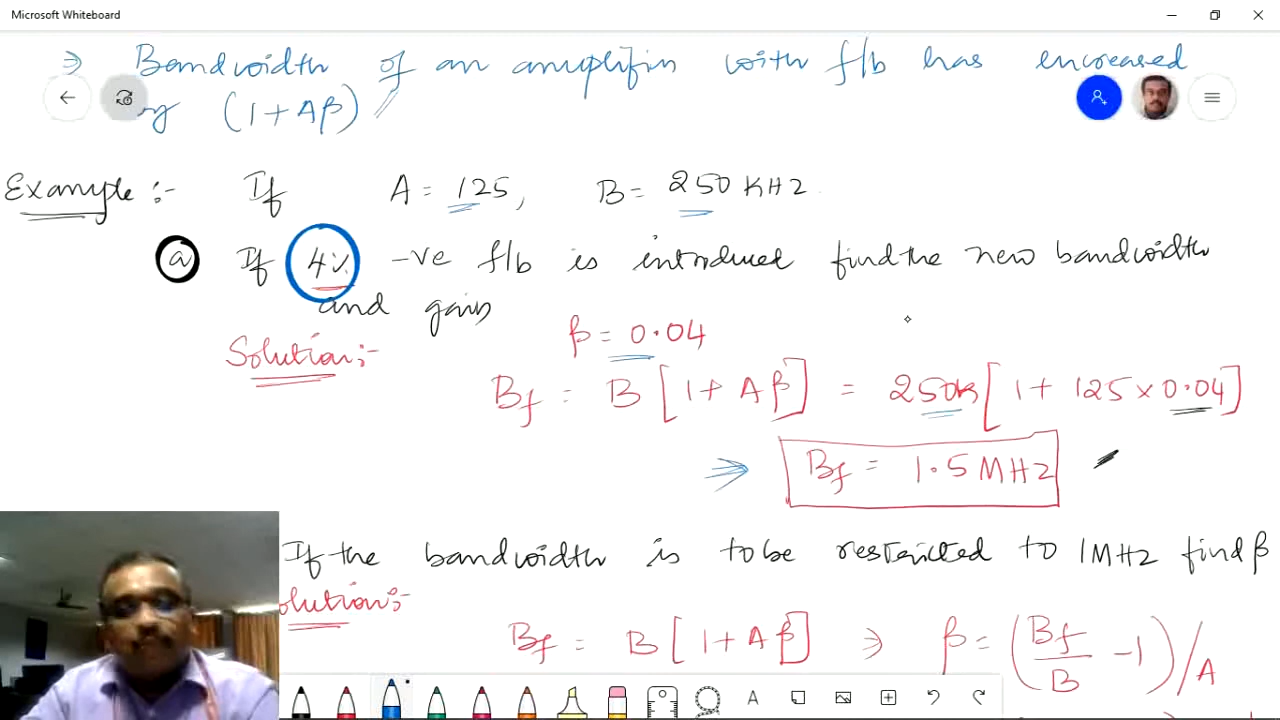 Microsoft Whiteboard
⇒ Bandwidth of an amplifier with f/b has encreased
by (1 + Aβ)
Example :- If A = 125, B = 250 KHz
(a) If 4% -ve f/b is introduced find the new bandwidth
and gain
Solution :- β = 0.04
Bf = B [1 + Aβ] = 250k [1 + 125 × 0.04]
⇒ Bf = 1.5 MHz
If the bandwidth is to be restricted to 1MHz find β
olution :-
Bf = B [1 + Aβ] ⇒ β = (Bf/B - 1)/A
A